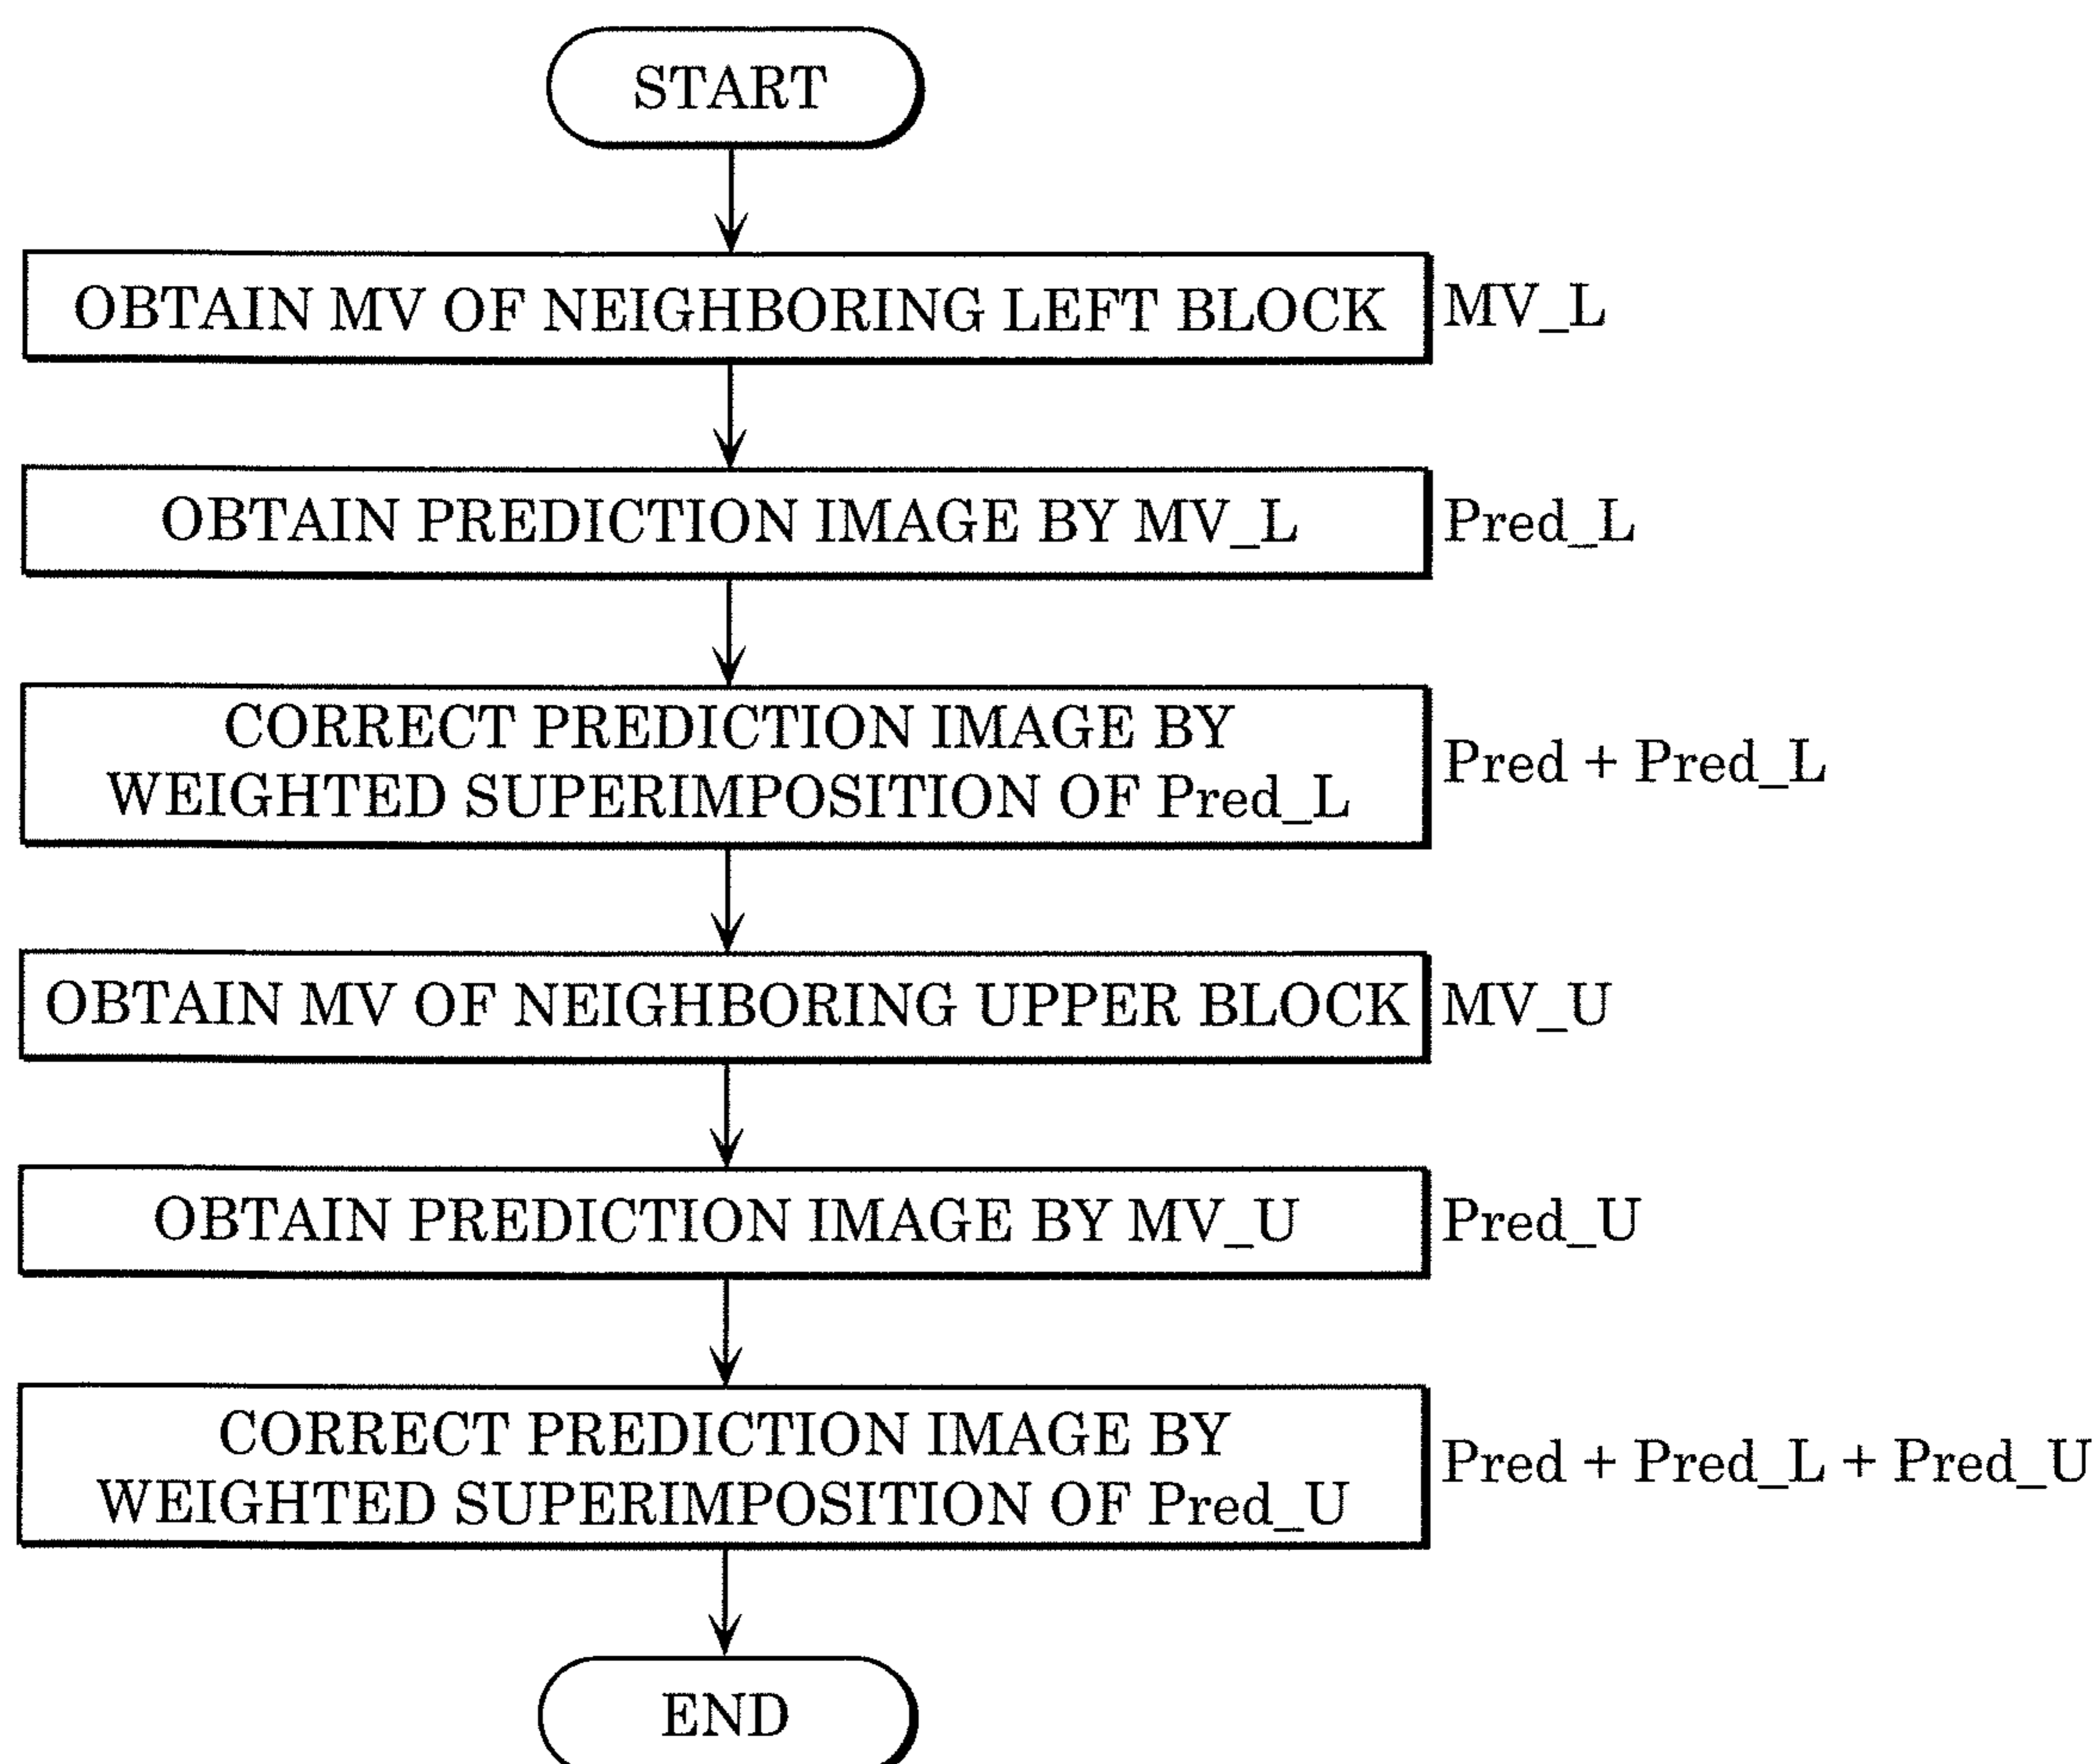 START
OBTAIN MV OF NEIGHBORING LEFT BLOCK MV_L
OBTAIN PREDICTION IMAGE BY MV_L Pred_L
CORRECT PREDICTION IMAGE BY
WEIGHTED SUPERIMPOSITION OF Pred_L
Pred + Pred_L
OBTAIN MV OF NEIGHBORING UPPER BLOCK MV_U
OBTAIN PREDICTION IMAGE BY MV_U Pred_U
CORRECT PREDICTION IMAGE BY
WEIGHTED SUPERIMPOSITION OF Pred_U
Pred + Pred_L + Pred_U
END